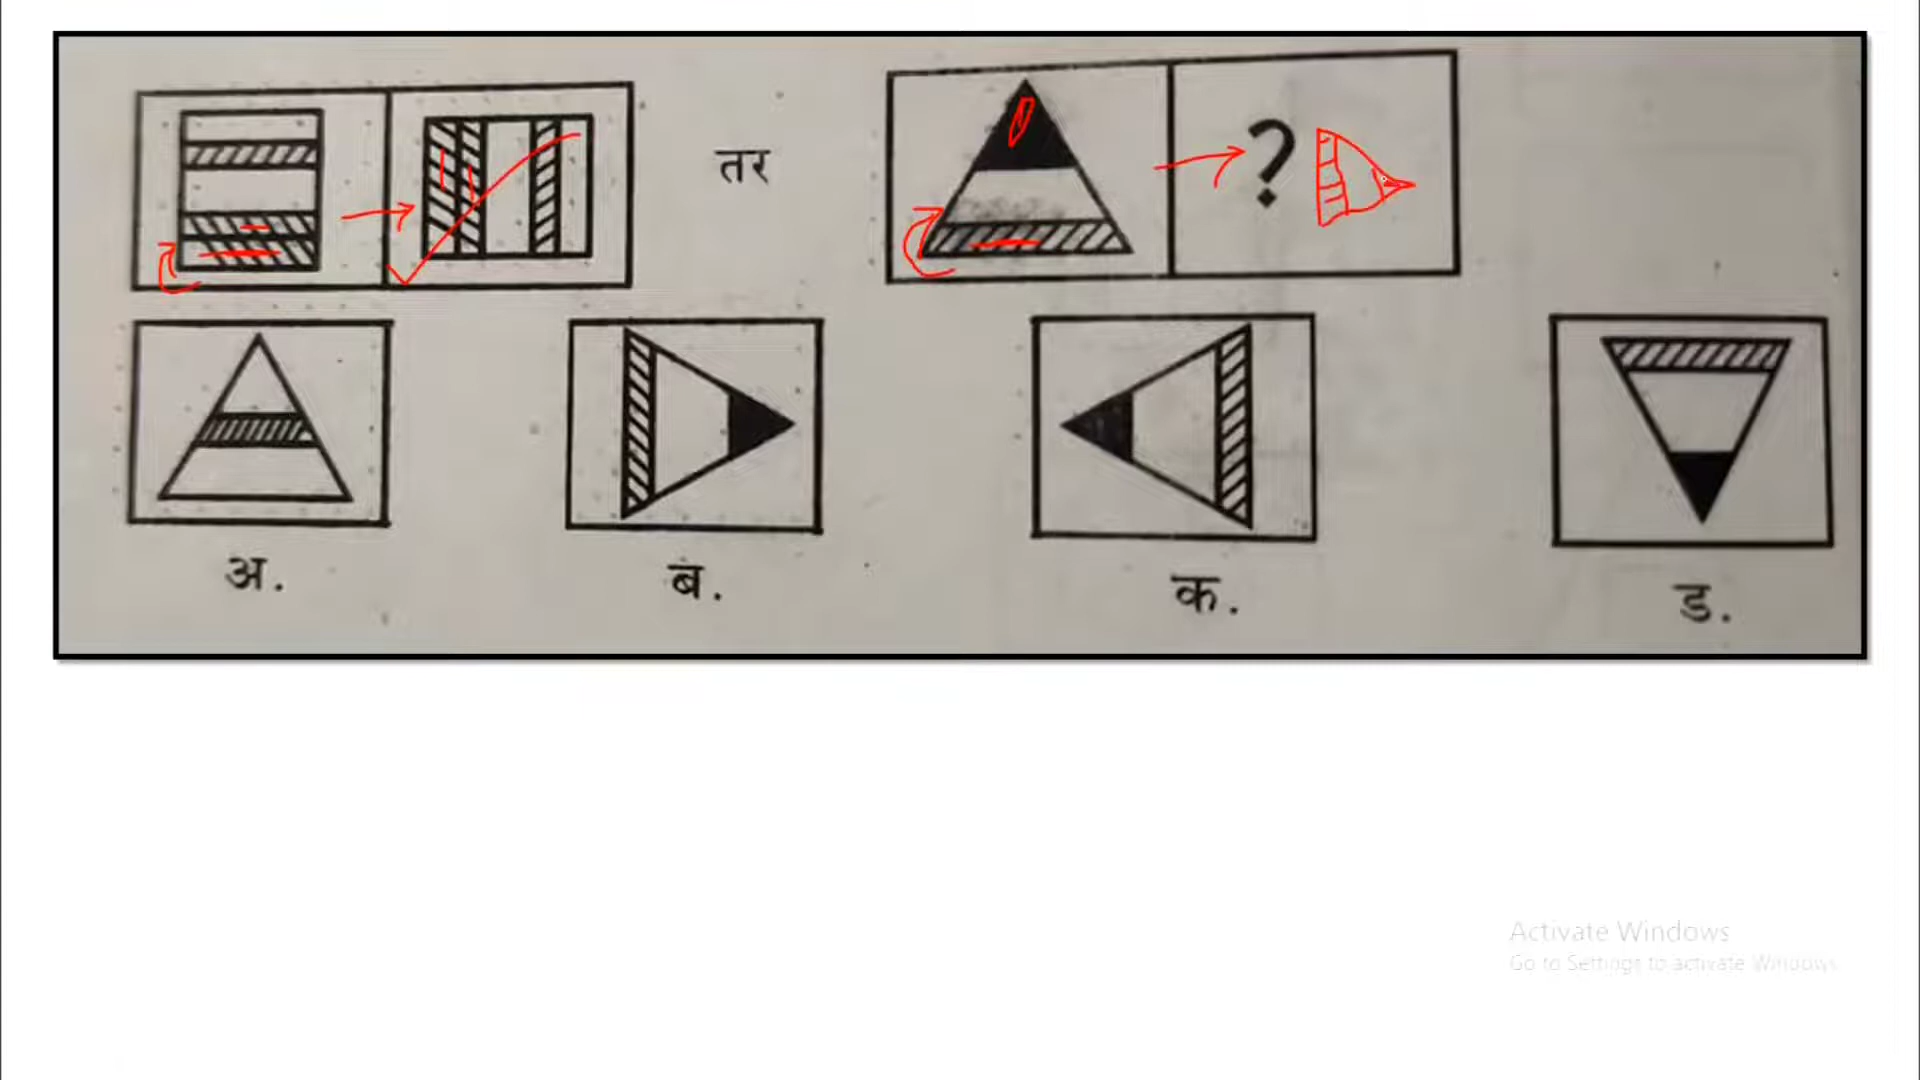 तर
?
अ.
ब.
क.
ड.
Activate Windows
Go to Settings to activate Windows.